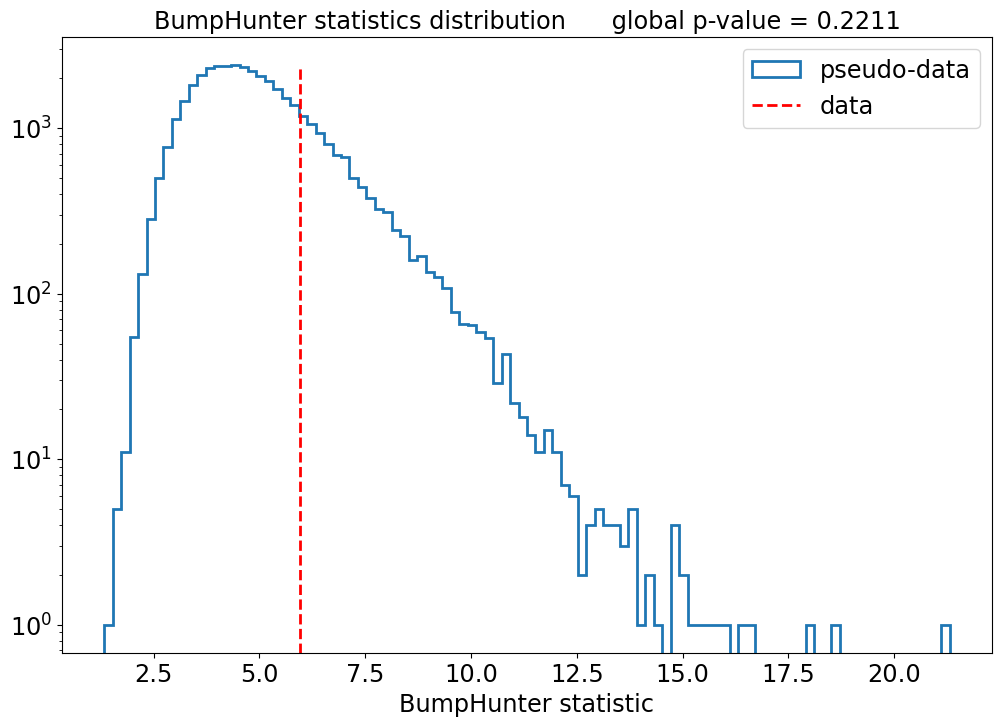 BumpHunter statistics distribution      global p-value = 0.2211
pseudo-data
data
10³
10²
10¹
10⁰
2.5 5.0 7.5 10.0 12.5 15.0 17.5 20.0
BumpHunter statistic